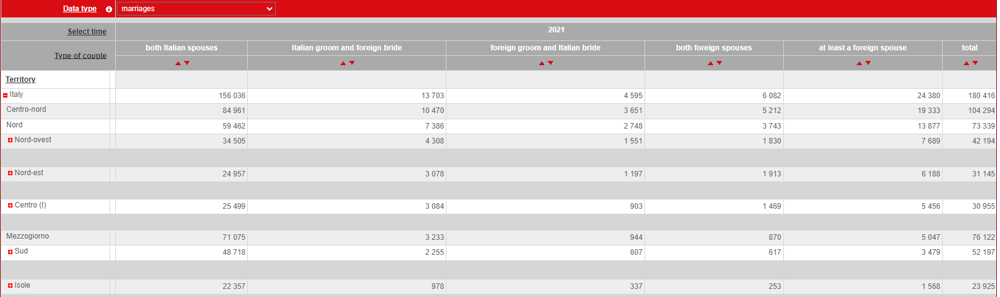 Data type marriages
Select time 2021
Type of couple both Italian spouses Italian groom and foreign bride foreign groom and Italian bride both foreign spouses at least a foreign spouse total
Territory
Italy 156 036 13 703 4 595 6 082 24 380 180 416
Centro-nord 84 961 10 470 3 651 5 212 19 333 104 294
Nord 59 462 7 386 2 748 3 743 13 877 73 339
Nord-ovest 34 505 4 308 1 551 1 830 7 689 42 194
Nord-est 24 957 3 078 1 197 1 913 6 188 31 145
Centro (I) 25 499 3 084 903 1 469 5 456 30 955
Mezzogiorno 71 075 3 233 944 870 5 047 76 122
Sud 48 718 2 255 607 617 3 479 52 197
Isole 22 357 978 337 253 1 568 23 925